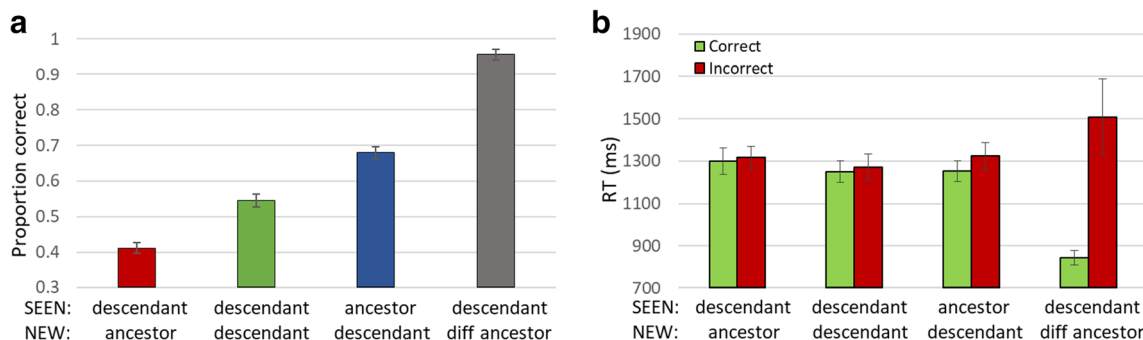 a
1
0.9
0.8
0.7
0.6
0.5
0.4
0.3
Proportion correct
SEEN: descendant descendant ancestor descendant
NEW: ancestor descendant descendant diff ancestor
b
1900
1700
1500
1300
1100
900
700
RT (ms)
Correct
Incorrect
SEEN: descendant descendant ancestor descendant
NEW: ancestor descendant descendant diff ancestor